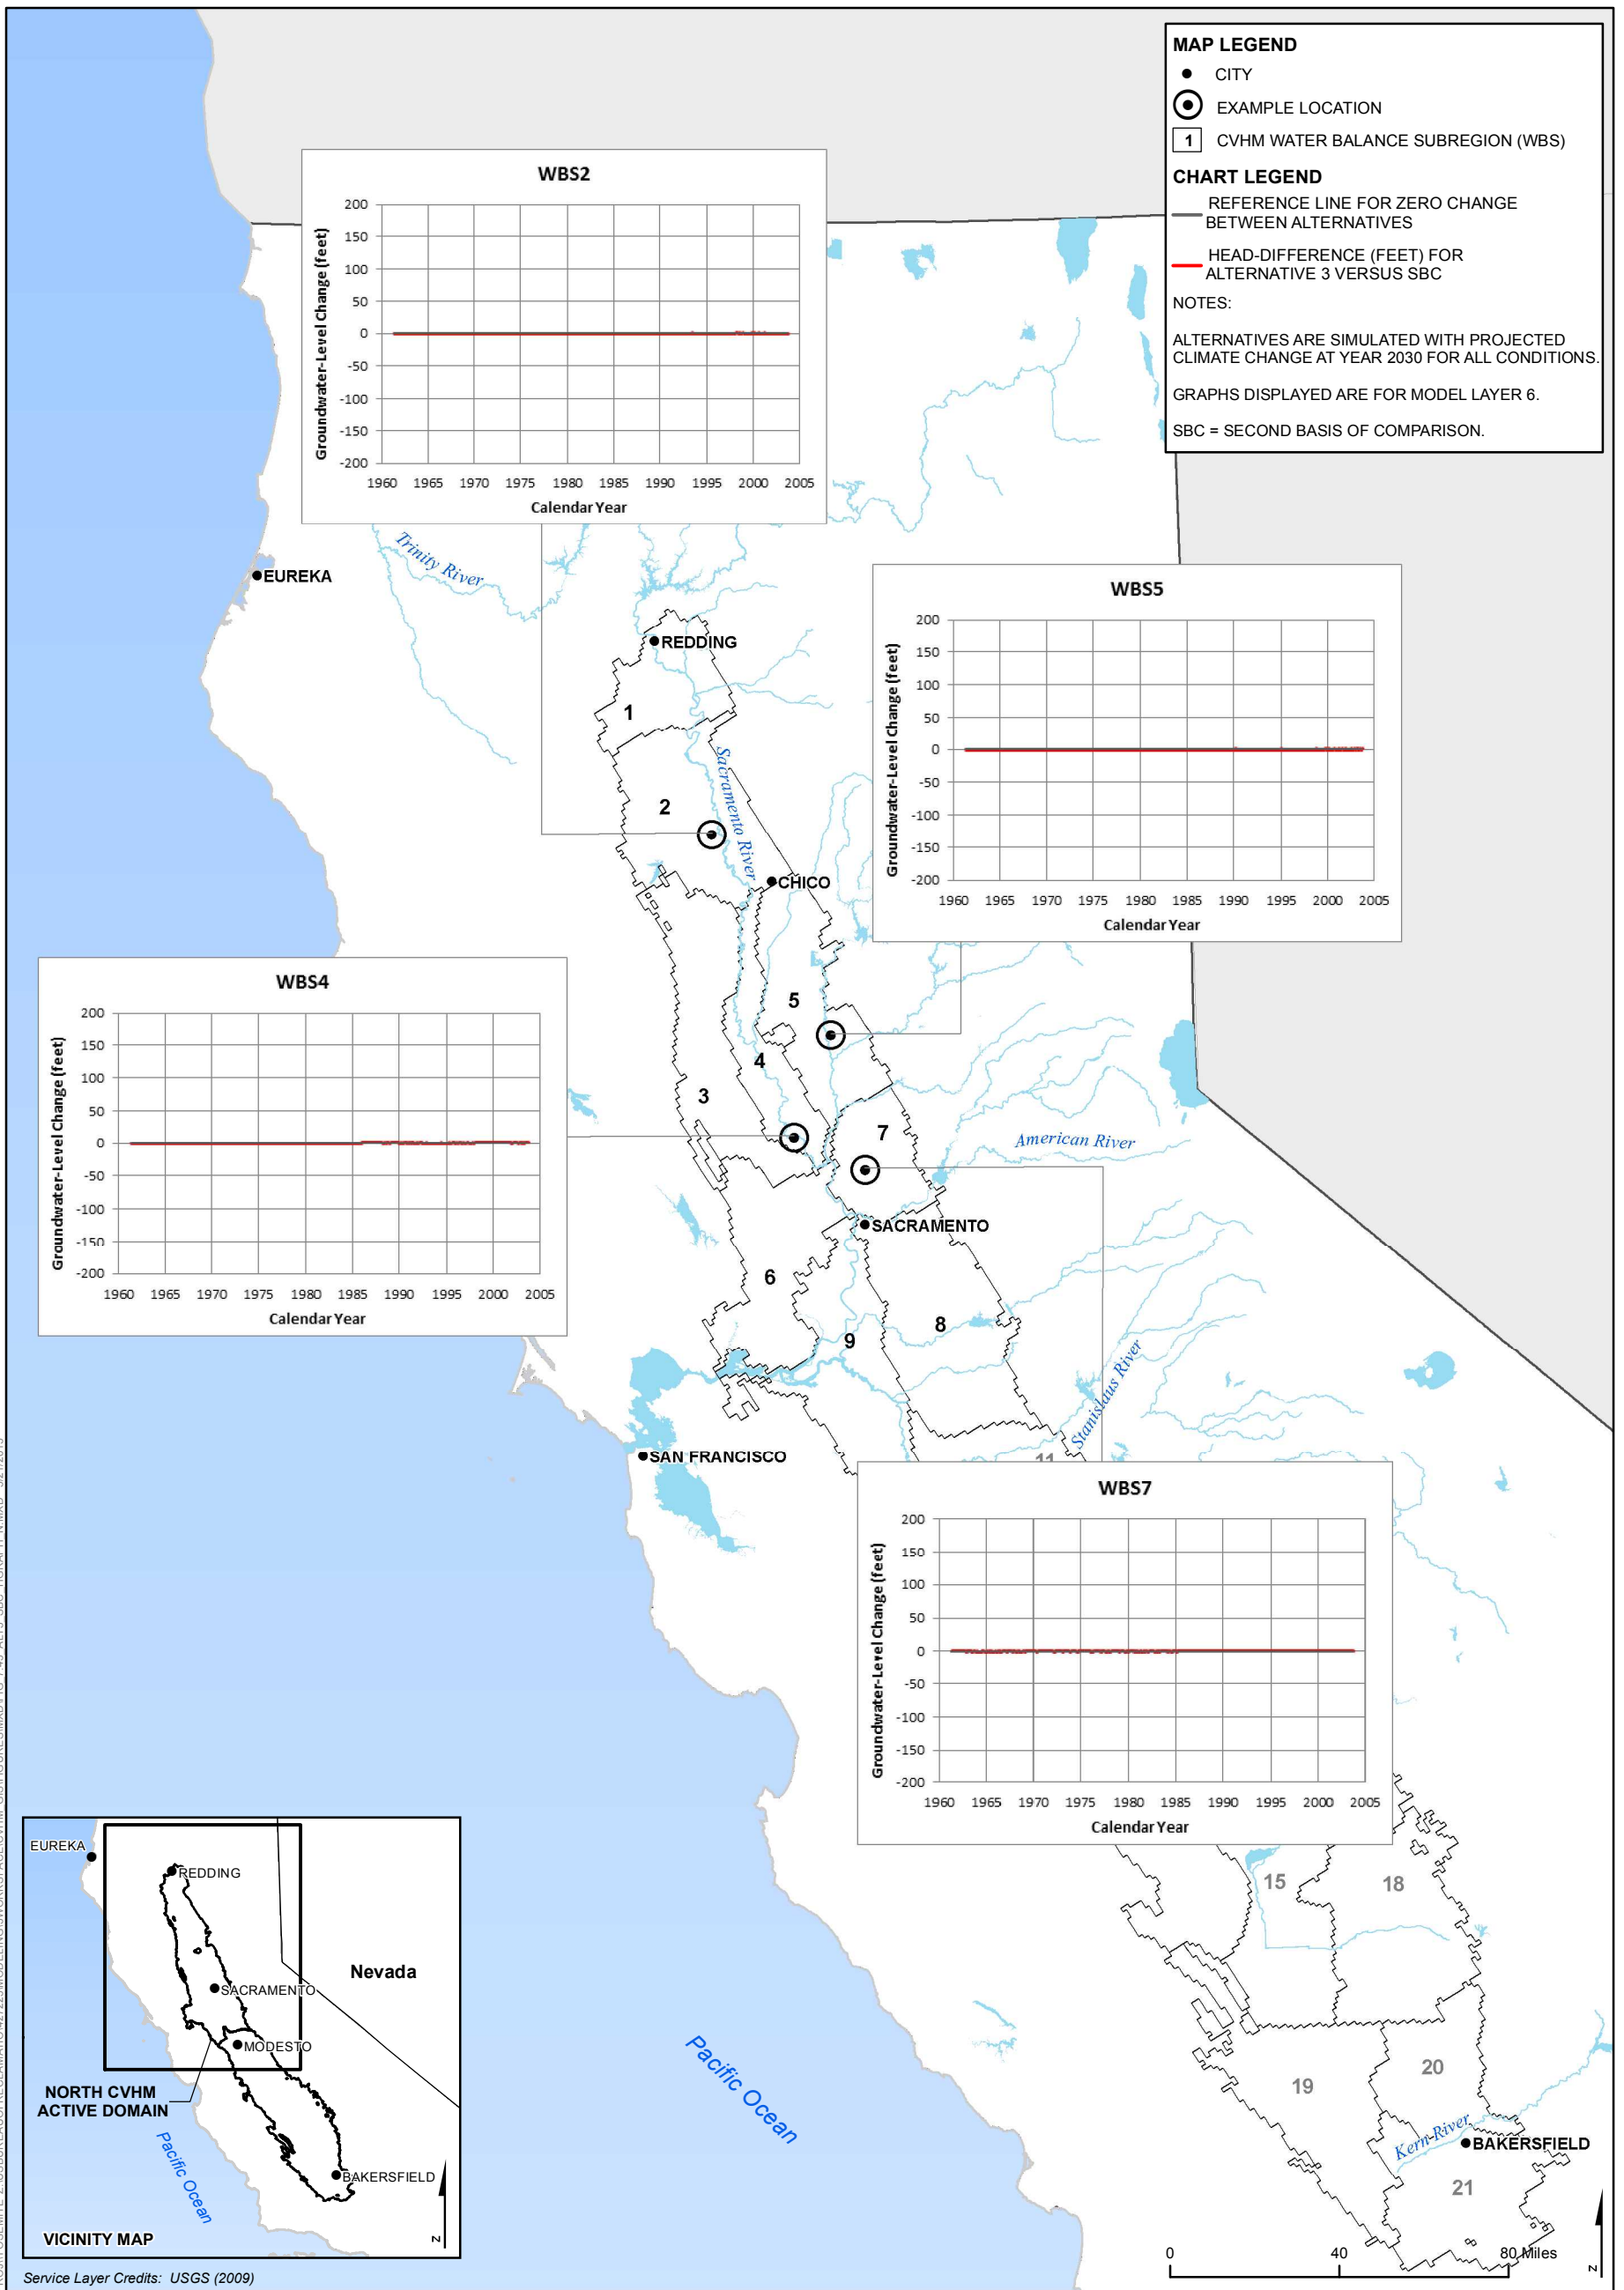 MAP LEGEND
CITY
EXAMPLE LOCATION
1 CVHM WATER BALANCE SUBREGION (WBS)
CHART LEGEND
REFERENCE LINE FOR ZERO CHANGE
BETWEEN ALTERNATIVES
HEAD-DIFFERENCE (FEET) FOR
ALTERNATIVE 3 VERSUS SBC
NOTES:
ALTERNATIVES ARE SIMULATED WITH PROJECTED
CLIMATE CHANGE AT YEAR 2030 FOR ALL CONDITIONS.
GRAPHS DISPLAYED ARE FOR MODEL LAYER 6.
SBC = SECOND BASIS OF COMPARISON.
WBS2
Groundwater-Level Change (feet)
200
150
100
50
0
-50
-100
-150
-200
1960 1965 1970 1975 1980 1985 1990 1995 2000 2005
Calendar Year
Trinity River
EUREKA
REDDING
1
2
Sacramento River
CHICO
WBS5
Groundwater-Level Change (feet)
200
150
100
50
0
-50
-100
-150
-200
1960 1965 1970 1975 1980 1985 1990 1995 2000 2005
Calendar Year
WBS4
Groundwater-Level Change (feet)
200
150
100
50
0
-50
-100
-150
-200
1960 1965 1970 1975 1980 1985 1990 1995 2000 2005
Calendar Year
5
4
3
7
American River
SACRAMENTO
6
8
9
Stanislaus River
SAN FRANCISCO
11
WBS7
Groundwater-Level Change (feet)
200
150
100
50
0
-50
-100
-150
-200
1960 1965 1970 1975 1980 1985 1990 1995 2000 2005
Calendar Year
15
18
19
20
Kern River
BAKERSFIELD
21
Pacific Ocean
0 40 80 Miles
N
EUREKA
REDDING
Nevada
SACRAMENTO
MODESTO
NORTH CVHM
ACTIVE DOMAIN
Pacific Ocean
BAKERSFIELD
VICINITY MAP
N
Service Layer Credits: USGS (2009)